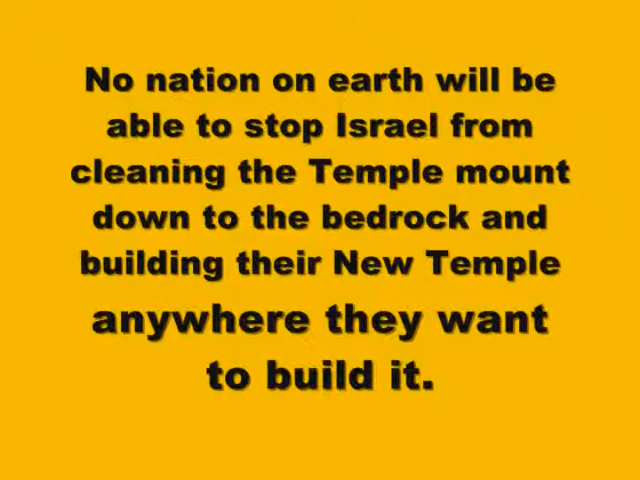 No nation on earth will be
able to stop Israel from
cleaning the Temple mount
down to the bedrock and
building their New Temple
anywhere they want
to build it.